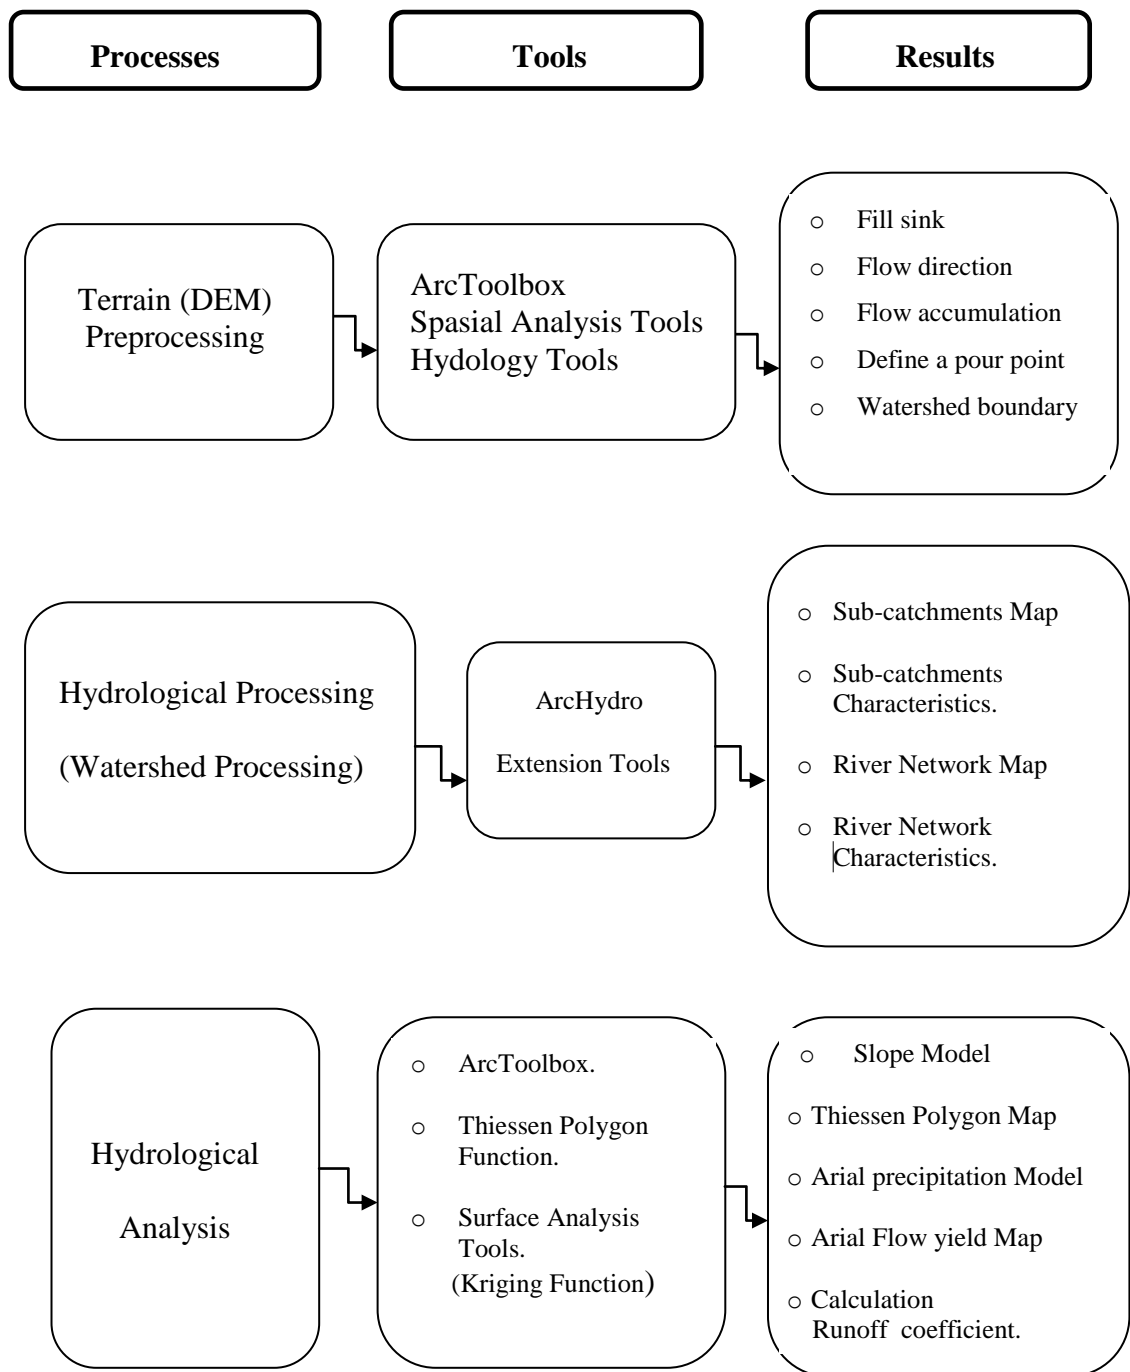 Processes
Tools
Results
Terrain (DEM)
Preprocessing
ArcToolbox
Spasial Analysis Tools
Hydology Tools
o Fill sink
o Flow direction
o Flow accumulation
o Define a pour point
o Watershed boundary
Hydrological Processing
(Watershed Processing)
ArcHydro
Extension Tools
o Sub-catchments Map
o Sub-catchments
Characteristics.
o River Network Map
o River Network
Characteristics.
Hydrological
Analysis
o ArcToolbox.
o Thiessen Polygon
Function.
o Surface Analysis
Tools.
(Kriging Function)
o Slope Model
o Thiessen Polygon Map
o Arial precipitation Model
o Arial Flow yield Map
o Calculation
Runoff coefficient.